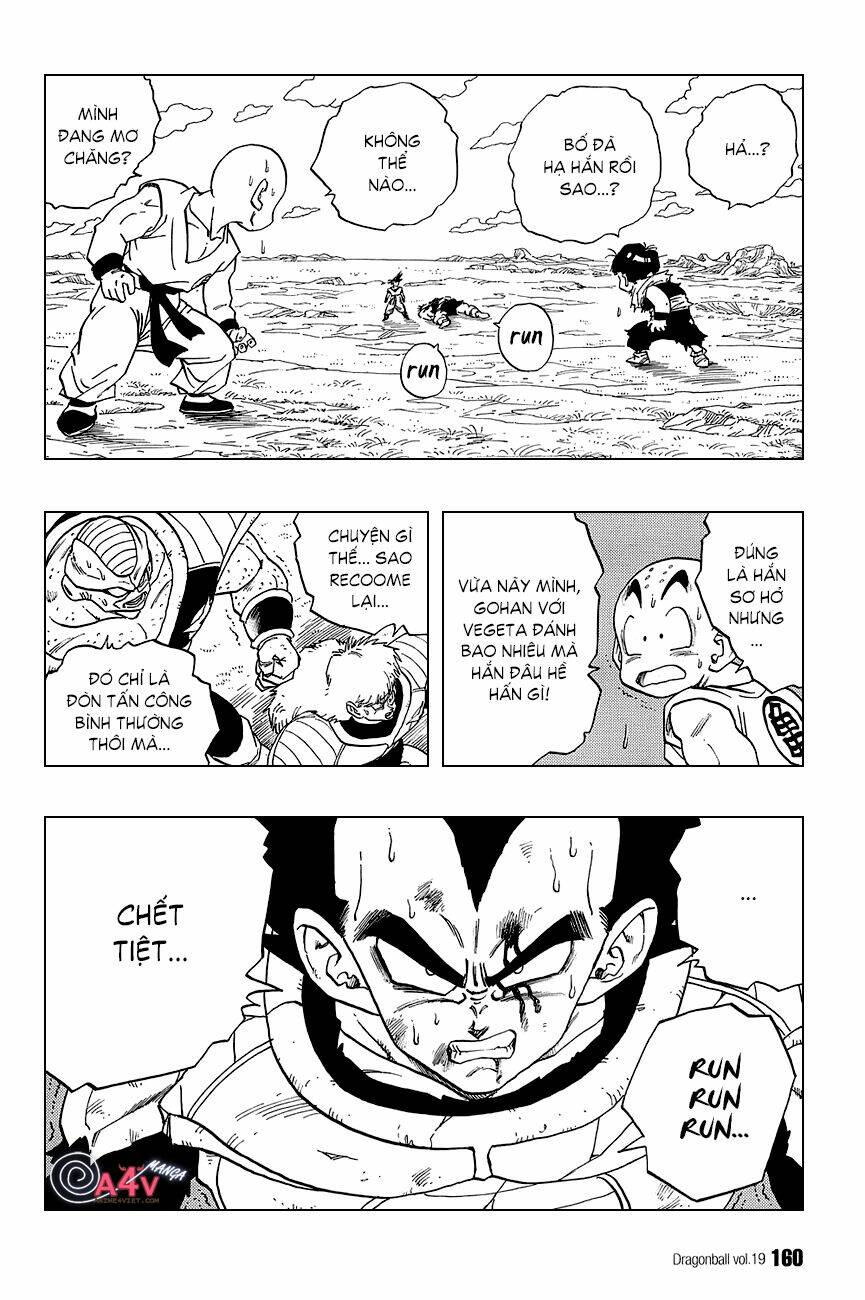 HẢ...?
BỐ ĐÃ
HẠ HẮN RỒI
SAO...?
KHÔNG
THỂ
NÀO...
MÌNH
ĐANG MƠ
CHĂNG?
run
run
ĐÚNG
LÀ HẮN
SƠ HỞ
NHƯNG
...
VỪA NÃY MÌNH,
GOHAN VỚI
VEGETA ĐÁNH
BAO NHIÊU MÀ
HẮN ĐÂU HỀ
HẤN GÌ!
CHUYỆN GÌ
THẾ... SAO
RECOOME
LẠI...
ĐÓ CHỈ LÀ
ĐÒN TẤN CÔNG
BÌNH THƯỜNG
THÔI MÀ...
...
RUN
RUN
RUN...
CHẾT
TIỆT...
A4V MANGA
ANIME4VIET.COM
Dragonball vol.19 160